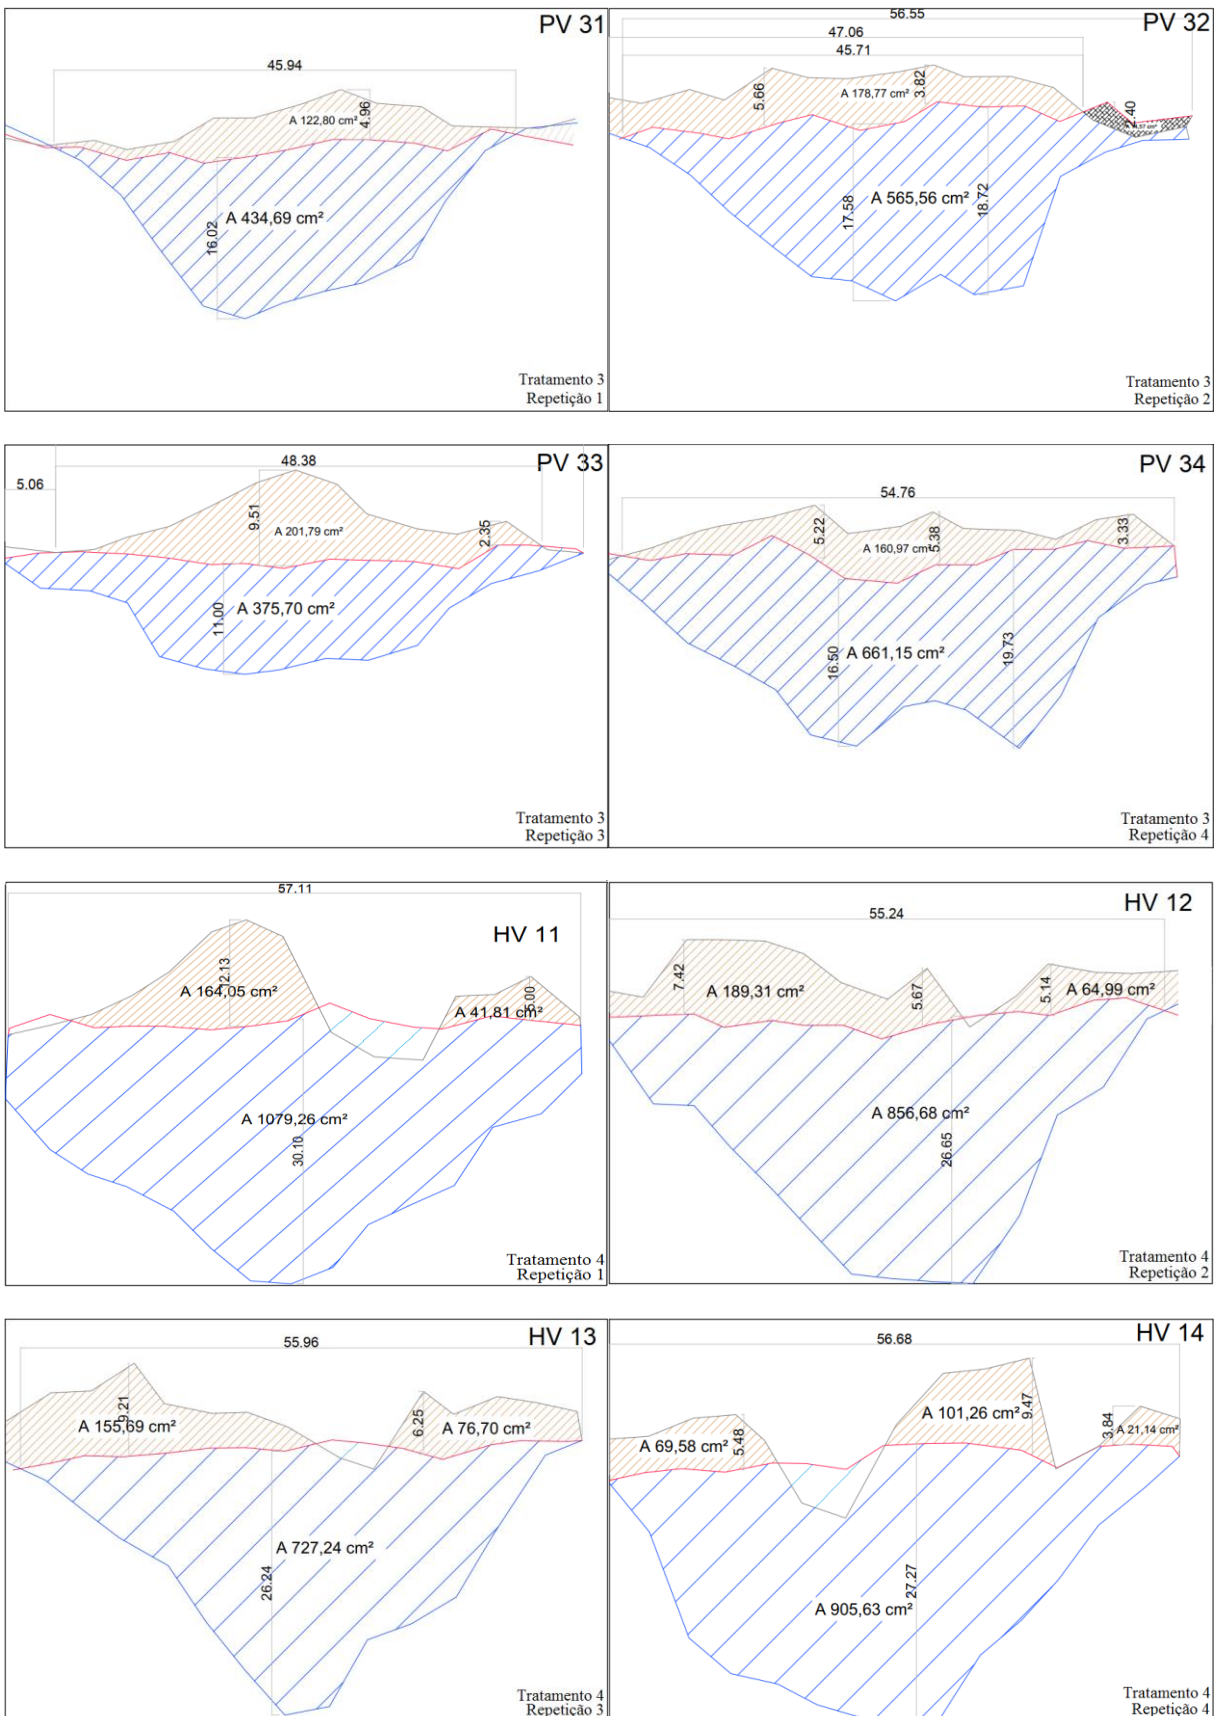 PV 31
45.94
A 122,80 cm²
4.96
A 434,69 cm²
16.02
Tratamento 3
Repetição 1
PV 32
56.55
47.06
45.71
5.66
A 178,77 cm²
3.82
2.40
A 565,56 cm²
17.58
18.72
Tratamento 3
Repetição 2
PV 33
48.38
5.06
9.51
A 201,79 cm²
2.35
A 375,70 cm²
11.00
Tratamento 3
Repetição 3
PV 34
54.76
5.22
A 160,97 cm²
5.38
3.33
A 661,15 cm²
16.50
19.73
Tratamento 3
Repetição 4
HV 11
57.11
12.13
A 164,05 cm²
5.00
A 41,81 cm²
A 1079,26 cm²
30.10
Tratamento 4
Repetição 1
HV 12
55.24
7.42
A 189,31 cm²
5.67
5.14
A 64,99 cm²
A 856,68 cm²
26.65
Tratamento 4
Repetição 2
HV 13
55.96
9.21
A 155,69 cm²
6.25
A 76,70 cm²
A 727,24 cm²
26.24
Tratamento 4
Repetição 3
HV 14
56.68
A 69,58 cm²
5.48
A 101,26 cm²
9.47
3.84
A 21,14 cm²
A 905,63 cm²
27.27
Tratamento 4
Repetição 4